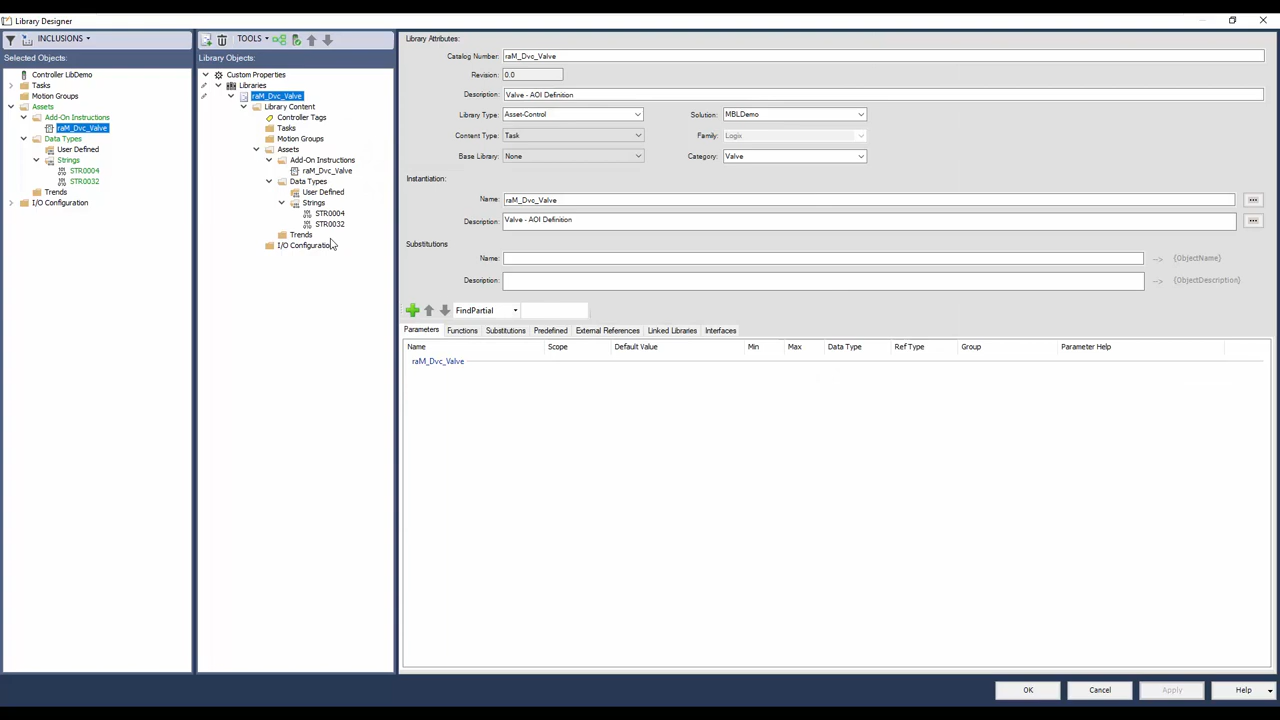 Library Designer
INCLUSIONS
Selected Objects:
Controller LibDemo
Tasks
Motion Groups
Assets
Add-On Instructions
raM_Dvc_Valve
Data Types
User Defined
Strings
STR0004
STR0032
Trends
I/O Configuration
TOOLS
Library Objects:
Custom Properties
Libraries
raM_Dvc_Valve
Library Content
Controller Tags
Tasks
Motion Groups
Assets
Add-On Instructions
raM_Dvc_Valve
Data Types
User Defined
Strings
STR0004
STR0032
Trends
I/O Configuration
Library Attributes:
Catalog Number: raM_Dvc_Valve
Revision: 0.0
Description: Valve - AOI Definition
Library Type: Asset-Control Solution: MBLDemo
Content Type: Task Family: Logix
Base Library: None Category: Valve
Instantiation:
Name: raM_Dvc_Valve ...
Description: Valve - AOI Definition ...
Substitutions
Name: --> {ObjectName}
Description: --> {ObjectDescription}
FindPartial
Parameters Functions Substitutions Predefined External References Linked Libraries Interfaces
Name Scope Default Value Min Max Data Type Ref Type Group Parameter Help
raM_Dvc_Valve
OK Cancel Apply Help